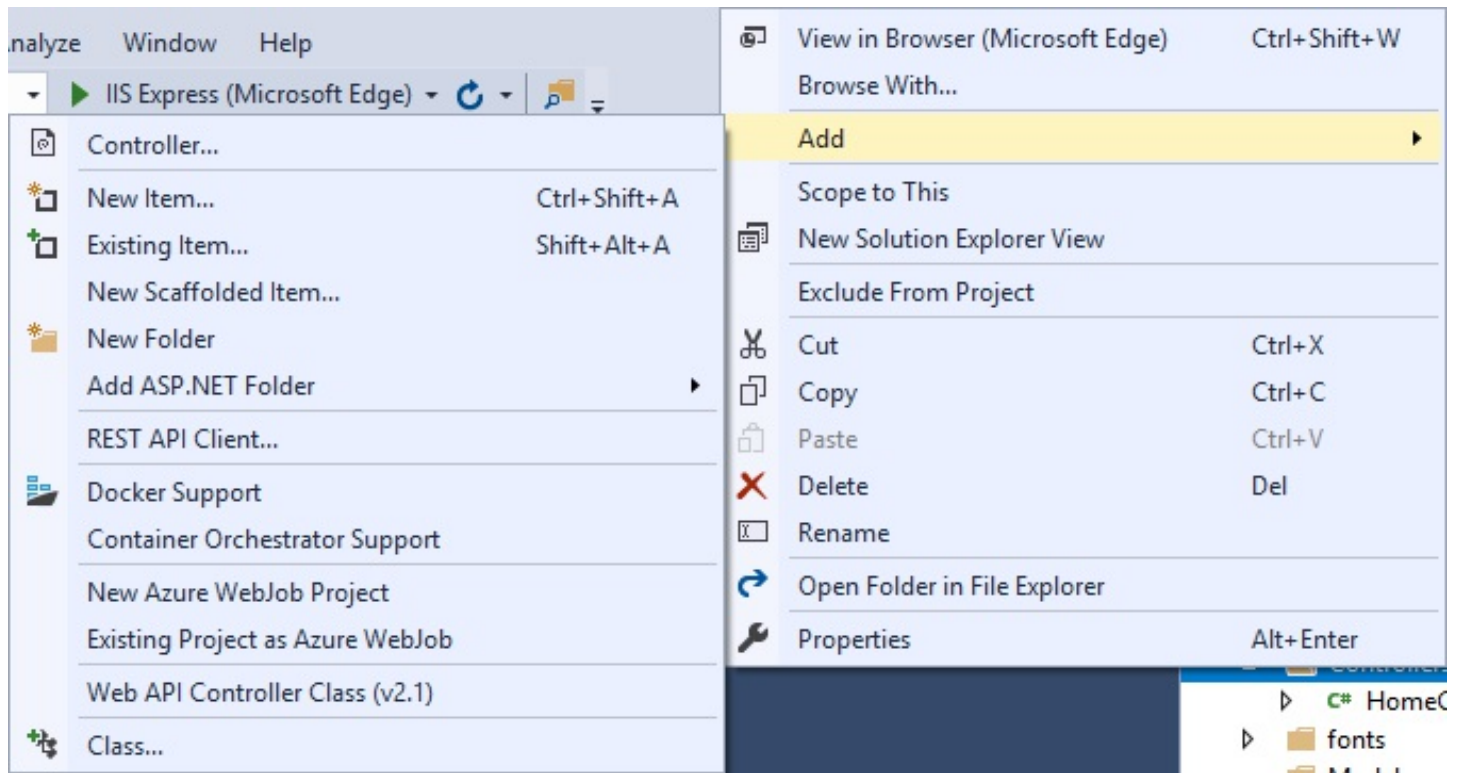 Window Help
IIS Express (Microsoft Edge)
Controller...
New Item... Ctrl+Shift+A
Existing Item... Shift+Alt+A
New Scaffolded Item...
New Folder
Add ASP.NET Folder
REST API Client...
Docker Support
Container Orchestrator Support
New Azure WebJob Project
Existing Project as Azure WebJob
Web API Controller Class (v2.1)
Class...
View in Browser (Microsoft Edge) Ctrl+Shift+W
Browse With...
Add
Scope to This
New Solution Explorer View
Exclude From Project
Cut Ctrl+X
Copy Ctrl+C
Paste Ctrl+V
Delete Del
Rename
Open Folder in File Explorer
Properties Alt+Enter
C# HomeC
fonts